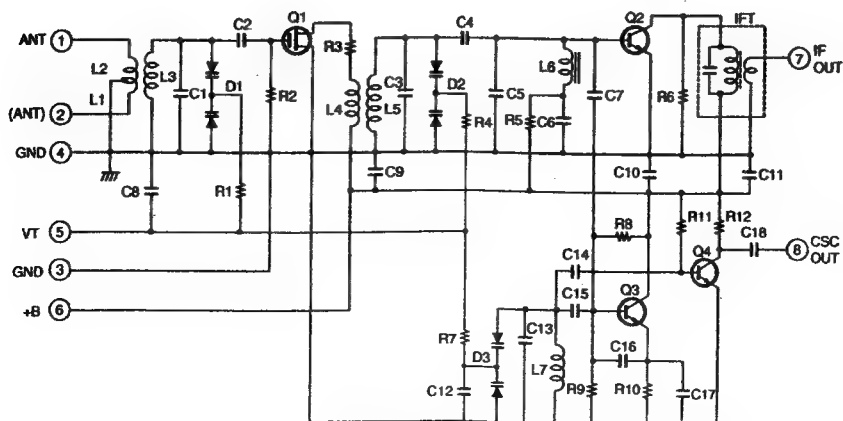 ANT 1
(ANT) 2
GND 4
VT 5
GND 3
+B 6
L2
L1
L3
C1
C2
D1
R2
Q1
C8
R1
R3
L4
L5
C3
C9
C4
D2
R4
C5
L6
R5
C6
C7
Q2
R6
IFT
7 IF
OUT
C10
C11
R8
R11
R12
C18
8 CSC
OUT
Q4
C14
C15
Q3
R7
D3
C13
L7
C12
C16
R9
R10
C17